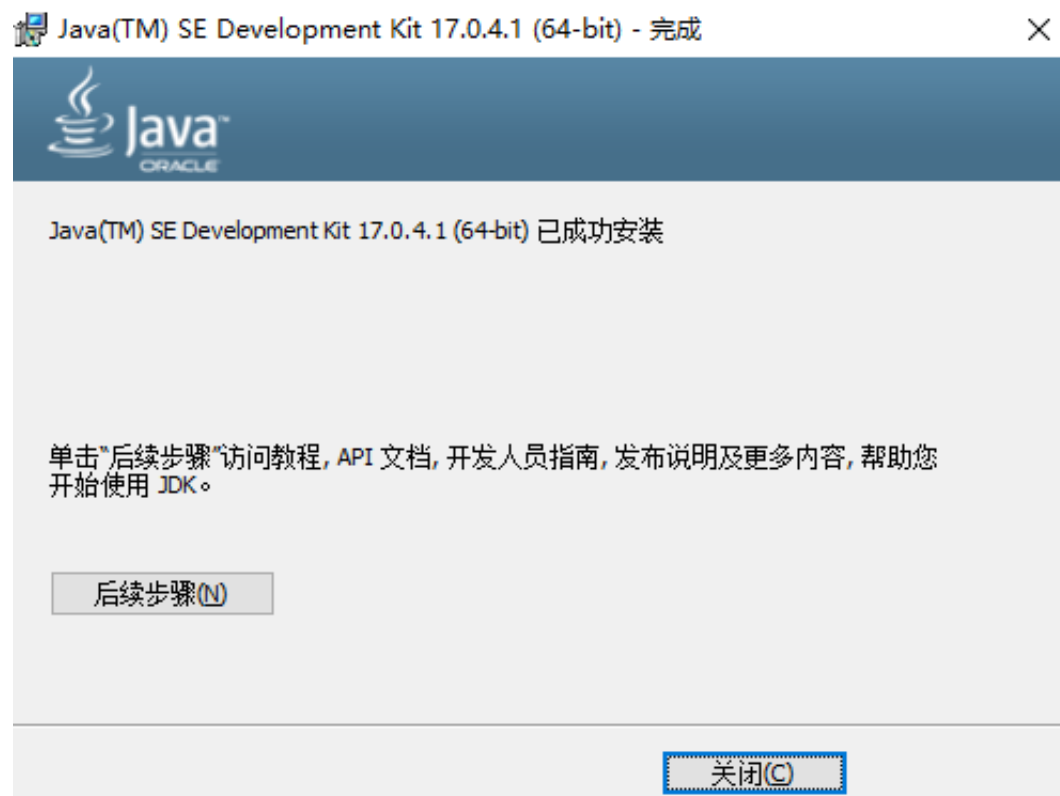 Java(TM) SE Development Kit 17.0.4.1 (64-bit) - 完成
Java™
ORACLE
Java(TM) SE Development Kit 17.0.4.1 (64-bit) 已成功安装
单击"后续步骤"访问教程, API 文档, 开发人员指南, 发布说明及更多内容, 帮助您
开始使用 JDK。
后续步骤(N)
关闭(C)